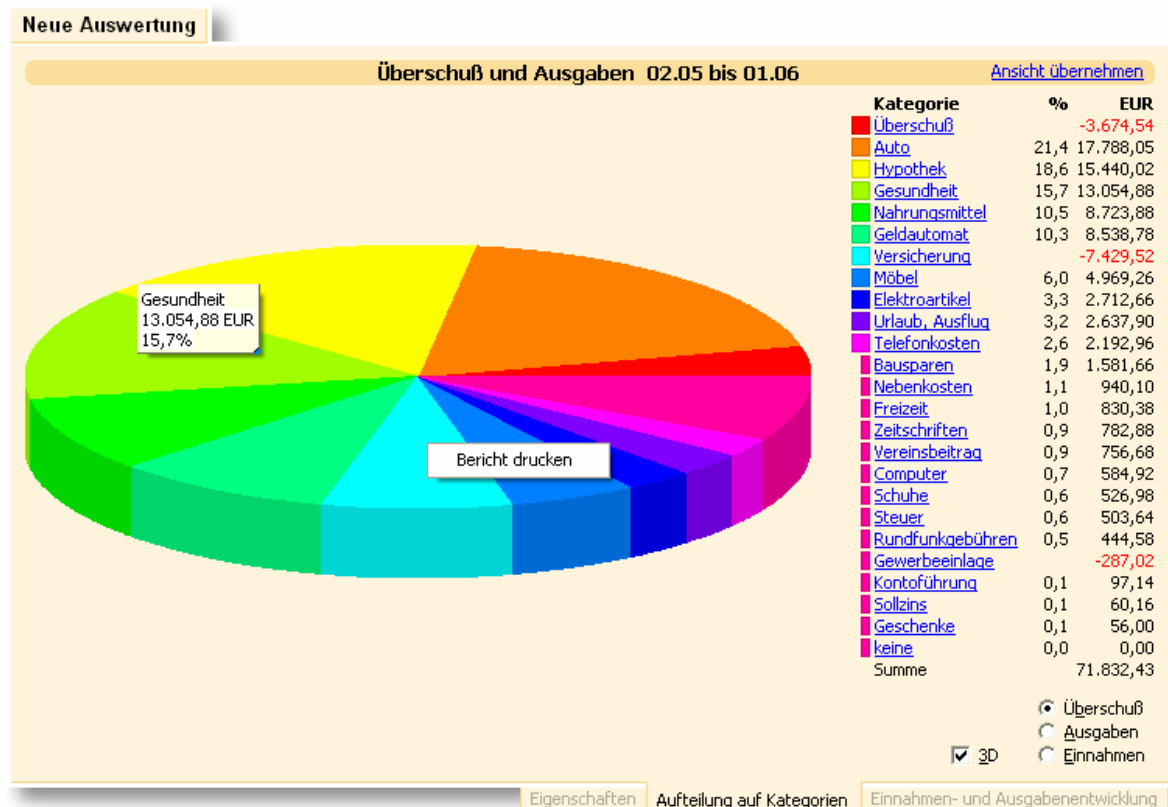 Neue Auswertung
Überschuß und Ausgaben 02.05 bis 01.06
Ansicht übernehmen
Kategorie % EUR
Überschuß -3.674,54
Auto 21,4 17.788,05
Hypothek 18,6 15.440,02
Gesundheit 15,7 13.054,88
Nahrungsmittel 10,5 8.723,88
Geldautomat 10,3 8.538,78
Versicherung -7.429,52
Möbel 6,0 4.969,26
Elektroartikel 3,3 2.712,66
Urlaub, Ausflug 3,2 2.637,90
Telefonkosten 2,6 2.192,96
Bausparen 1,9 1.581,66
Nebenkosten 1,1 940,10
Freizeit 1,0 830,38
Zeitschriften 0,9 782,88
Vereinsbeitrag 0,9 756,68
Computer 0,7 584,92
Schuhe 0,6 526,98
Steuer 0,6 503,64
Rundfunkgebühren 0,5 444,58
Gewerbeeinlage -287,02
Kontoführung 0,1 97,14
Sollzins 0,1 60,16
Geschenke 0,1 56,00
keine 0,0 0,00
Summe 71.832,43
Gesundheit
13.054,88 EUR
15,7%
Bericht drucken
Überschuß
Ausgaben
3D
Einnahmen
Eigenschaften
Aufteilung auf Kategorien
Einnahmen- und Ausgabenentwicklung